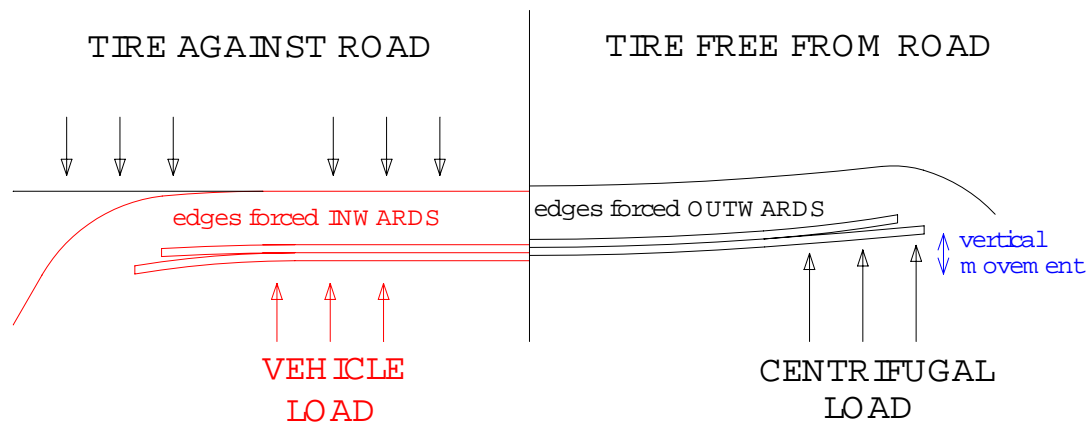 TIRE AGAINST ROAD
TIRE FREE FROM ROAD
edges forced INWARDS
edges forced OUTWARDS
vertical
movement
VEHICLE
LOAD
CENTRIFUGAL
LOAD